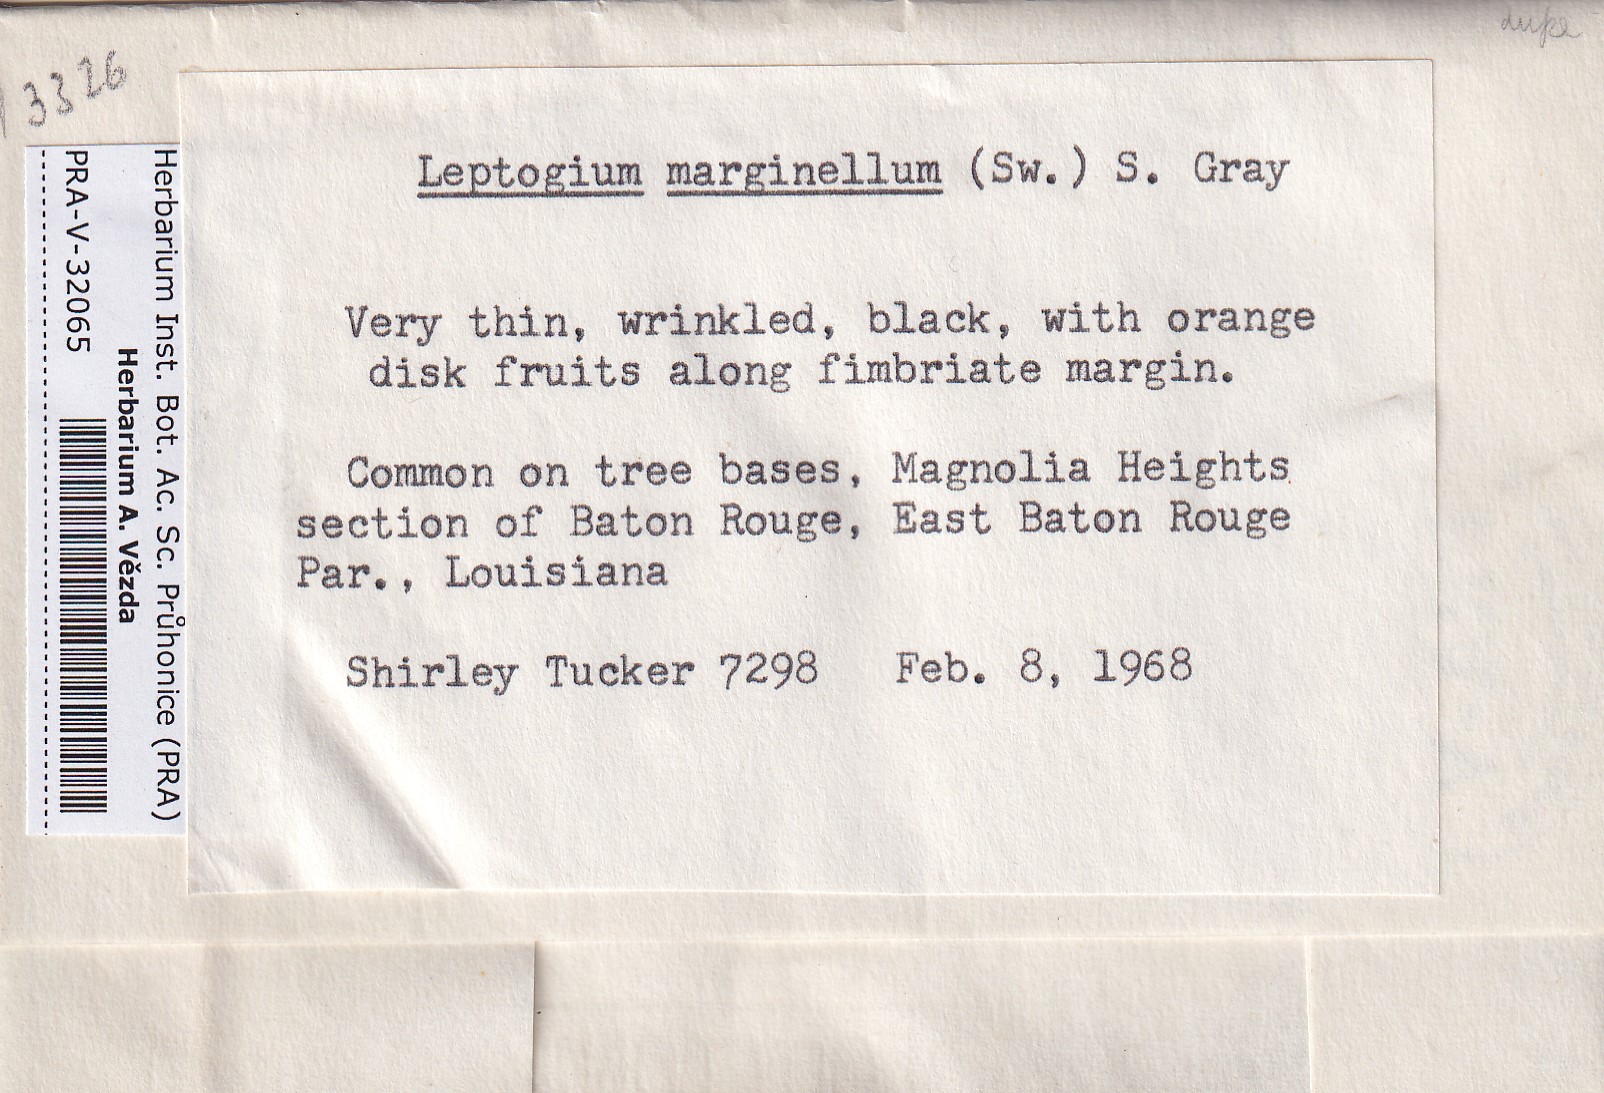 dupe
3326
Herbarium Inst. Bot. Ac. Sc. Průhonice (PRA)
Herbarium A. Vězda
PRA-V-32065
Leptogium marginellum (Sw.) S. Gray
Very thin, wrinkled, black, with orange
disk fruits along fimbriate margin.
Common on tree bases, Magnolia Heights
section of Baton Rouge, East Baton Rouge
Par., Louisiana
Shirley Tucker 7298 Feb. 8, 1968